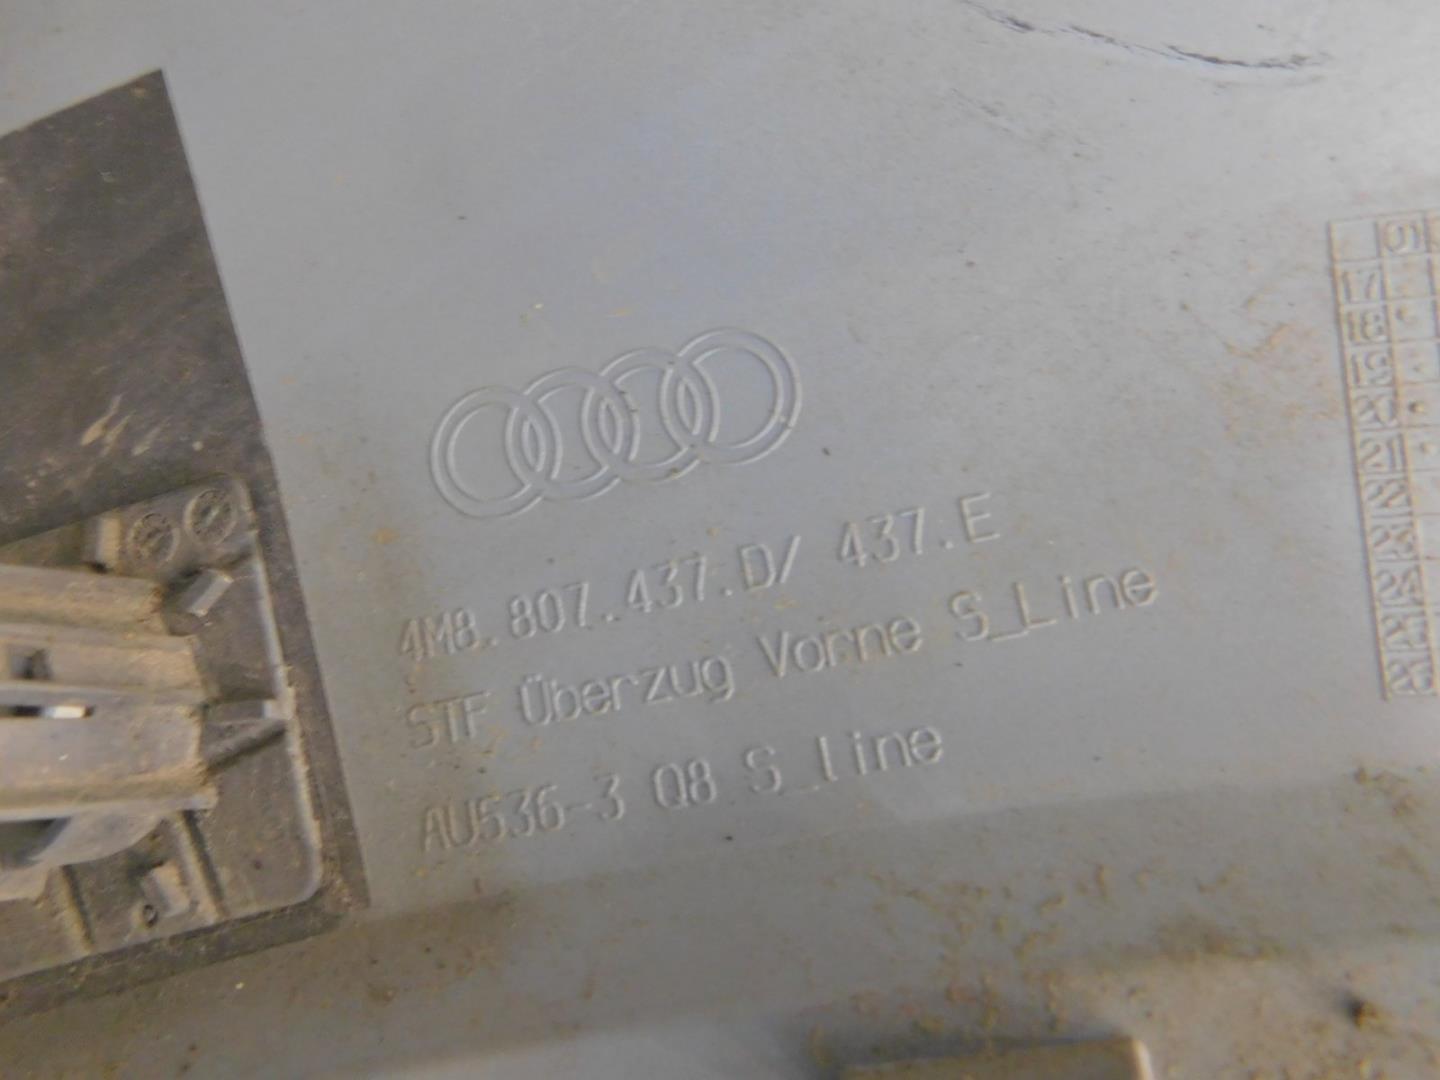 4M8.807.437.D/ 437.E
STF Überzug Vorne S_Line
AU536-3 Q8 S_line